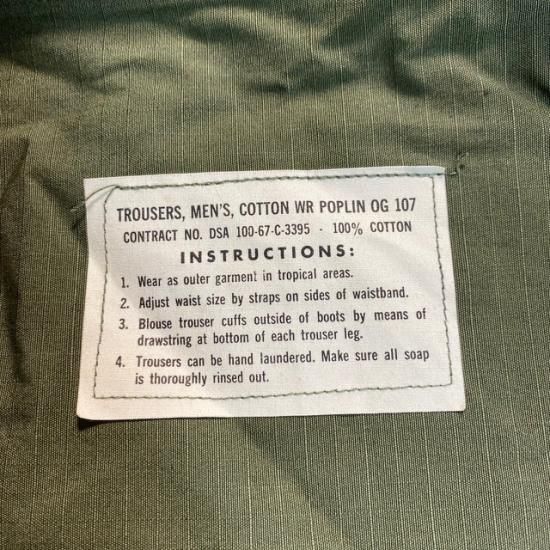 TROUSERS, MEN'S, COTTON WR POPLIN OG 107
CONTRACT NO. DSA 100-67-C-3395 - 100% COTTON
INSTRUCTIONS:
1. Wear as outer garment in tropical areas.
2. Adjust waist size by straps on sides of waistband.
3. Blouse trouser cuffs outside of boots by means of
drawstring at bottom of each trouser leg.
4. Trousers can be hand laundered. Make sure all soap
is thoroughly rinsed out.